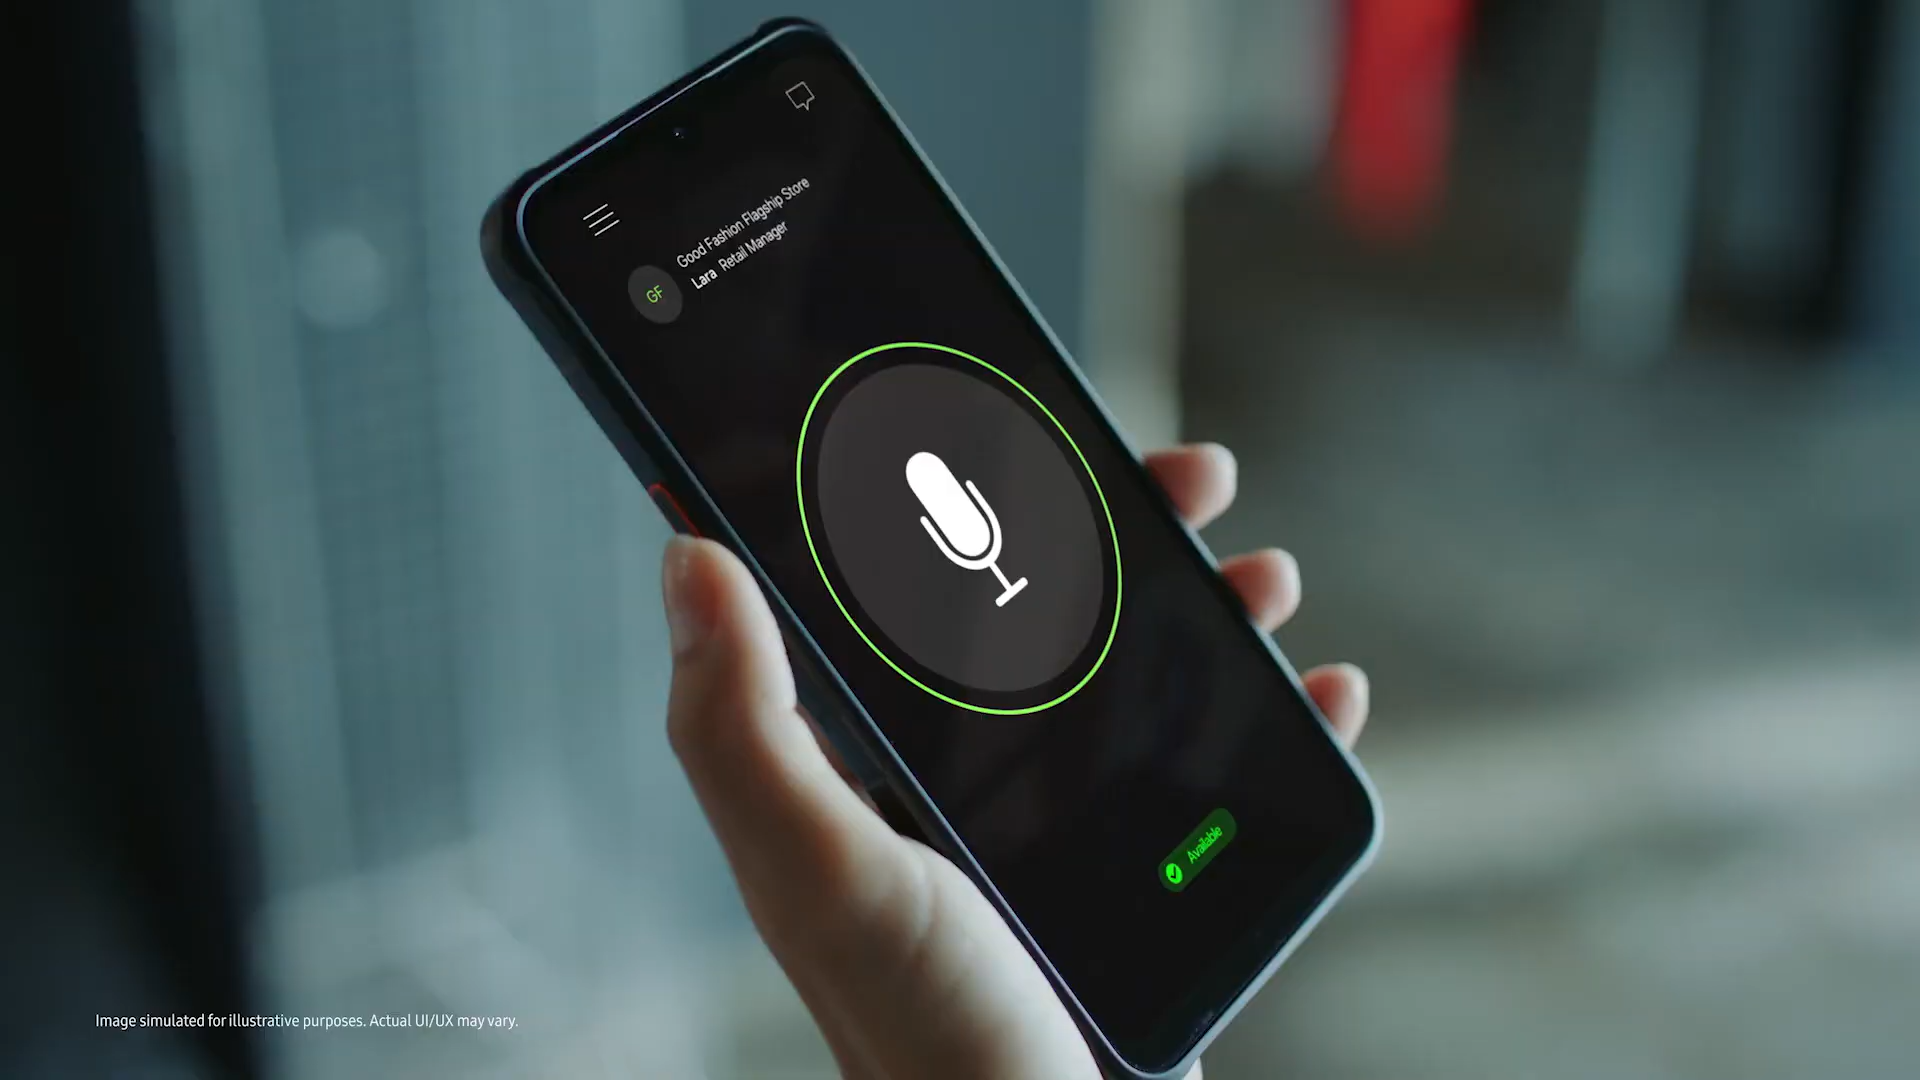 Good Fashion Flagship Store
Lara Retail Manager
GF
Available
Image simulated for illustrative purposes. Actual UI/UX may vary.